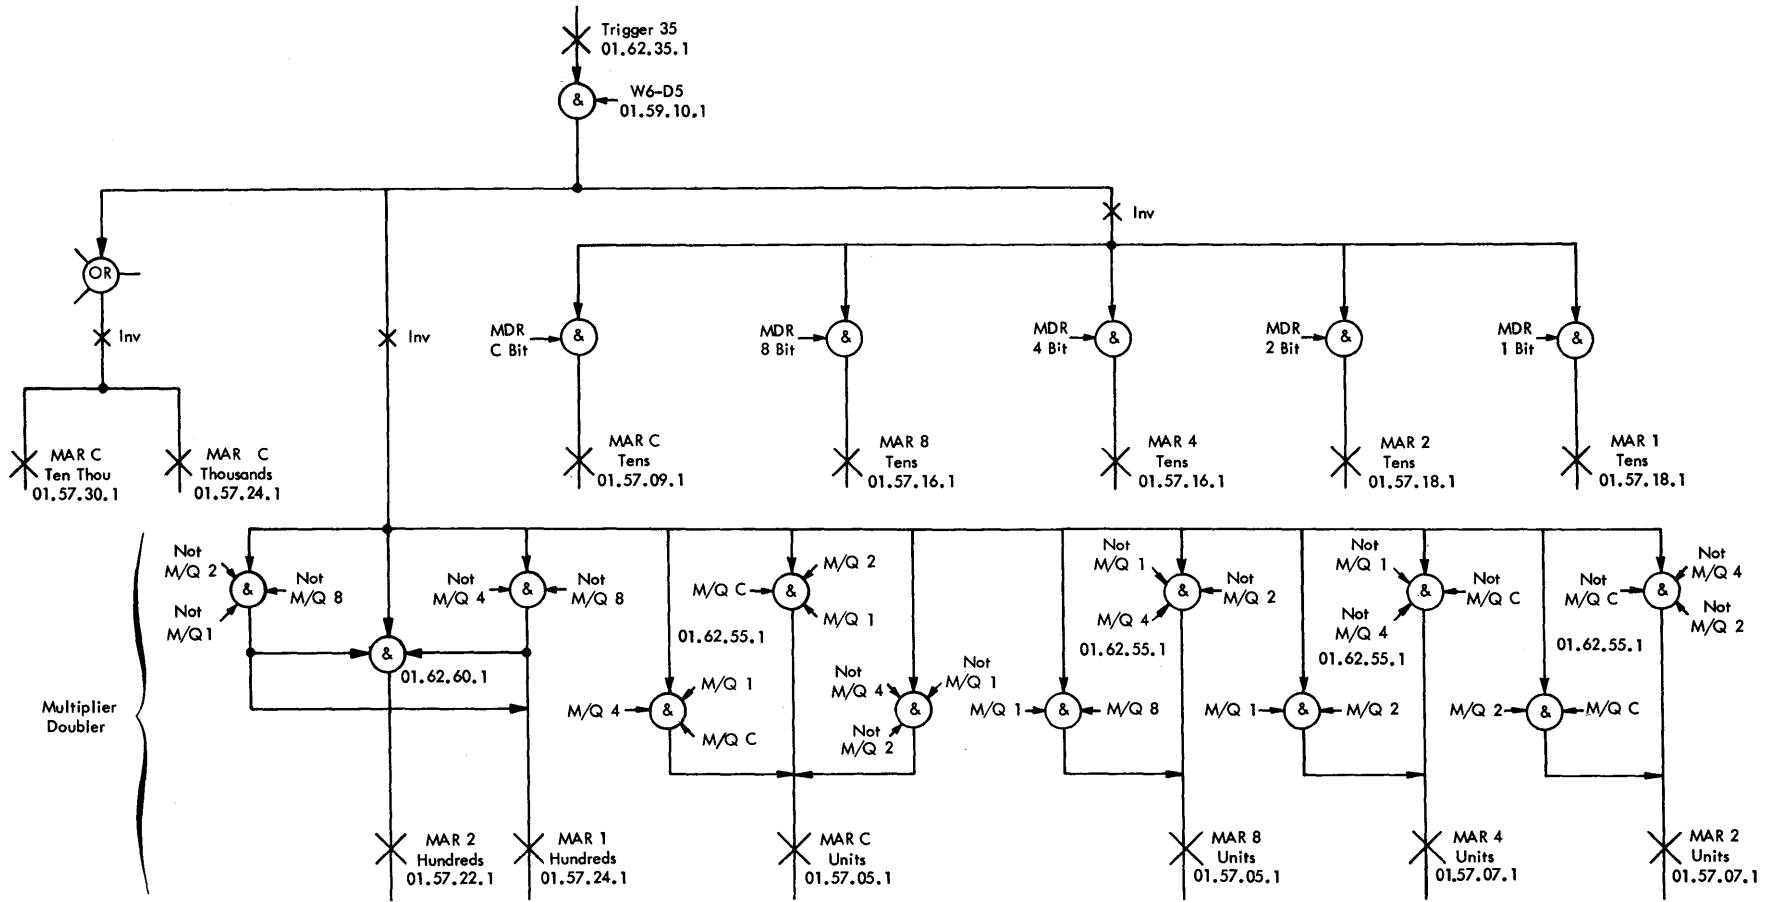 Trigger 35
01.62.35.1
&
W6-D5
01.59.10.1
Inv
OR
Inv
Inv
MDR
C Bit
&
MDR
8 Bit
&
MDR
4 Bit
&
MDR
2 Bit
&
MDR
1 Bit
&
MAR C
Ten Thou
01.57.30.1
MAR C
Thousands
01.57.24.1
MAR C
Tens
01.57.09.1
MAR 8
Tens
01.57.16.1
MAR 4
Tens
01.57.16.1
MAR 2
Tens
01.57.18.1
MAR 1
Tens
01.57.18.1
Multiplier
Doubler
Not
M/Q 2
&
Not
M/Q 8
Not
M/Q 1
&
01.62.60.1
Not
M/Q 4
&
Not
M/Q 8
M/Q C
&
M/Q 2
M/Q 1
01.62.55.1
M/Q 4
&
M/Q 1
M/Q C
Not
M/Q 4
&
Not
M/Q 1
Not
M/Q 2
Not
M/Q 1
&
Not
M/Q 2
M/Q 4
01.62.55.1
M/Q 1
&
M/Q 8
Not
M/Q 1
&
Not
M/Q C
Not
M/Q 4
01.62.55.1
M/Q 1
&
M/Q 2
Not
M/Q C
&
Not
M/Q 4
Not
M/Q 2
01.62.55.1
M/Q 2
&
M/Q C
MAR 2
Hundreds
01.57.22.1
MAR 1
Hundreds
01.57.24.1
MAR C
Units
01.57.05.1
MAR 8
Units
01.57.05.1
MAR 4
Units
01.57.07.1
MAR 2
Units
01.57.07.1